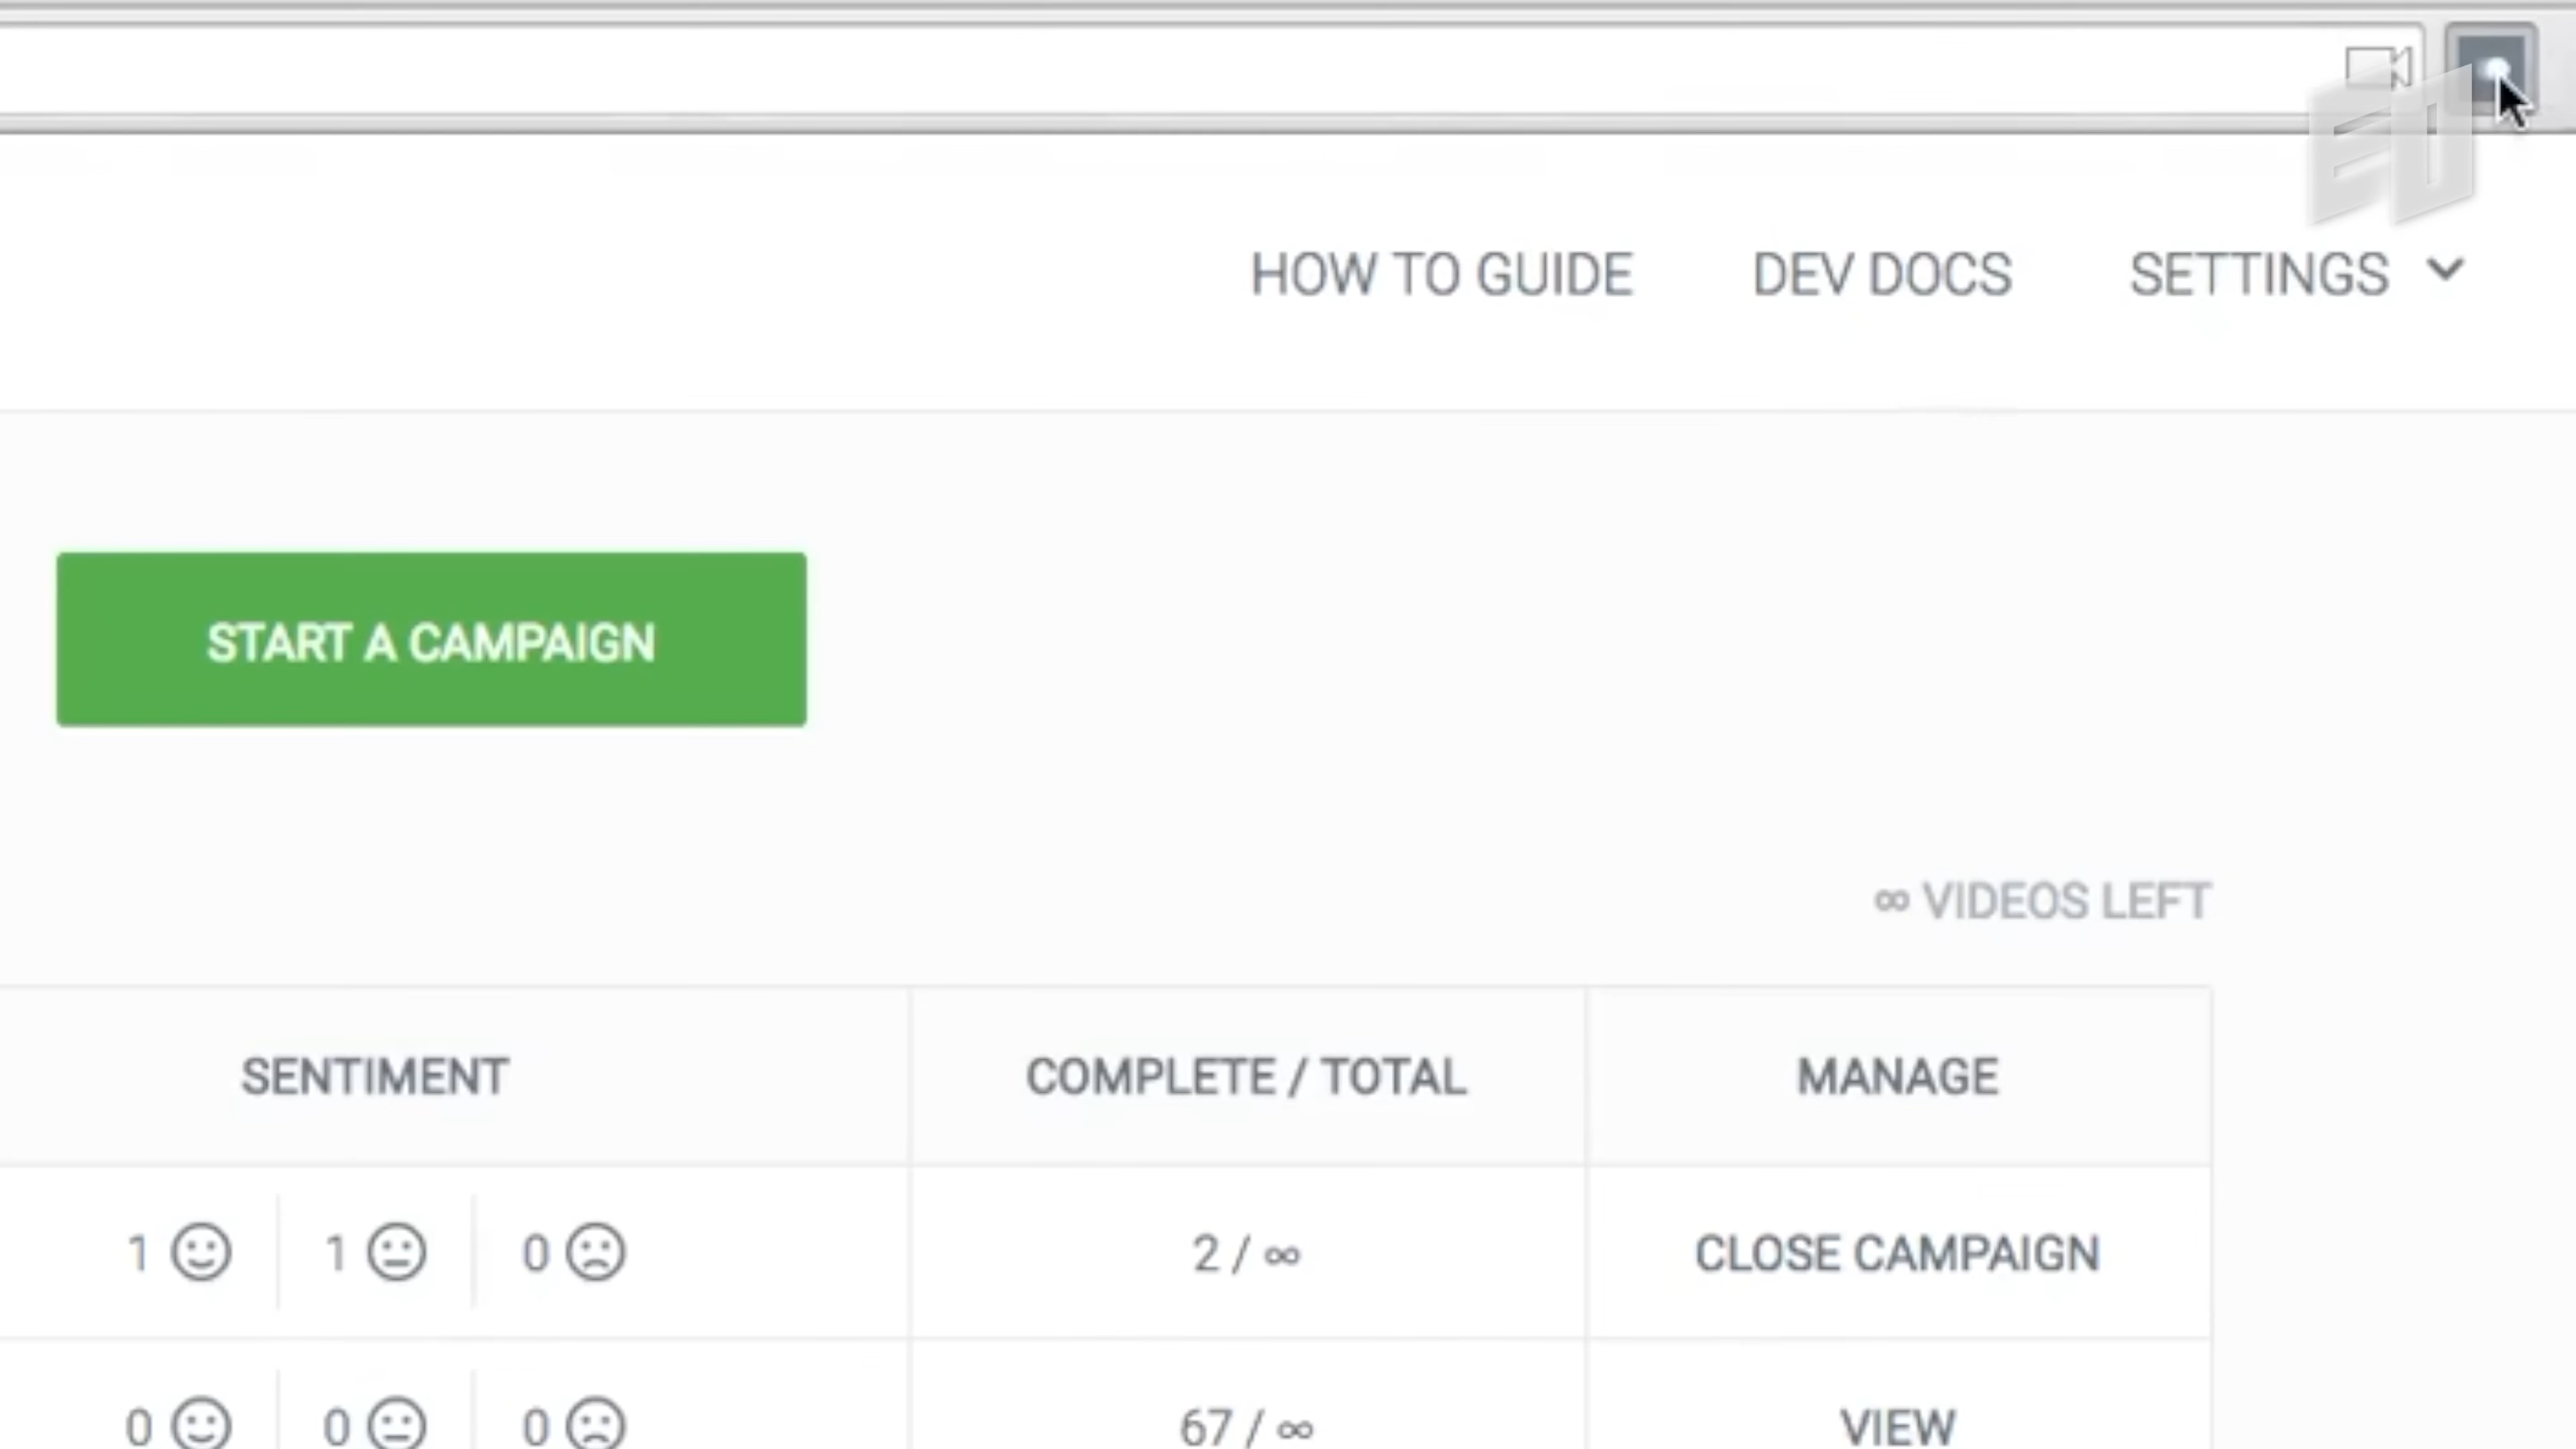 EO
HOW TO GUIDE DEV DOCS SETTINGS
START A CAMPAIGN
∞ VIDEOS LEFT
SENTIMENT COMPLETE / TOTAL MANAGE
1 1 0 2 / ∞ CLOSE CAMPAIGN
0 0 0 67 / ∞ VIEW